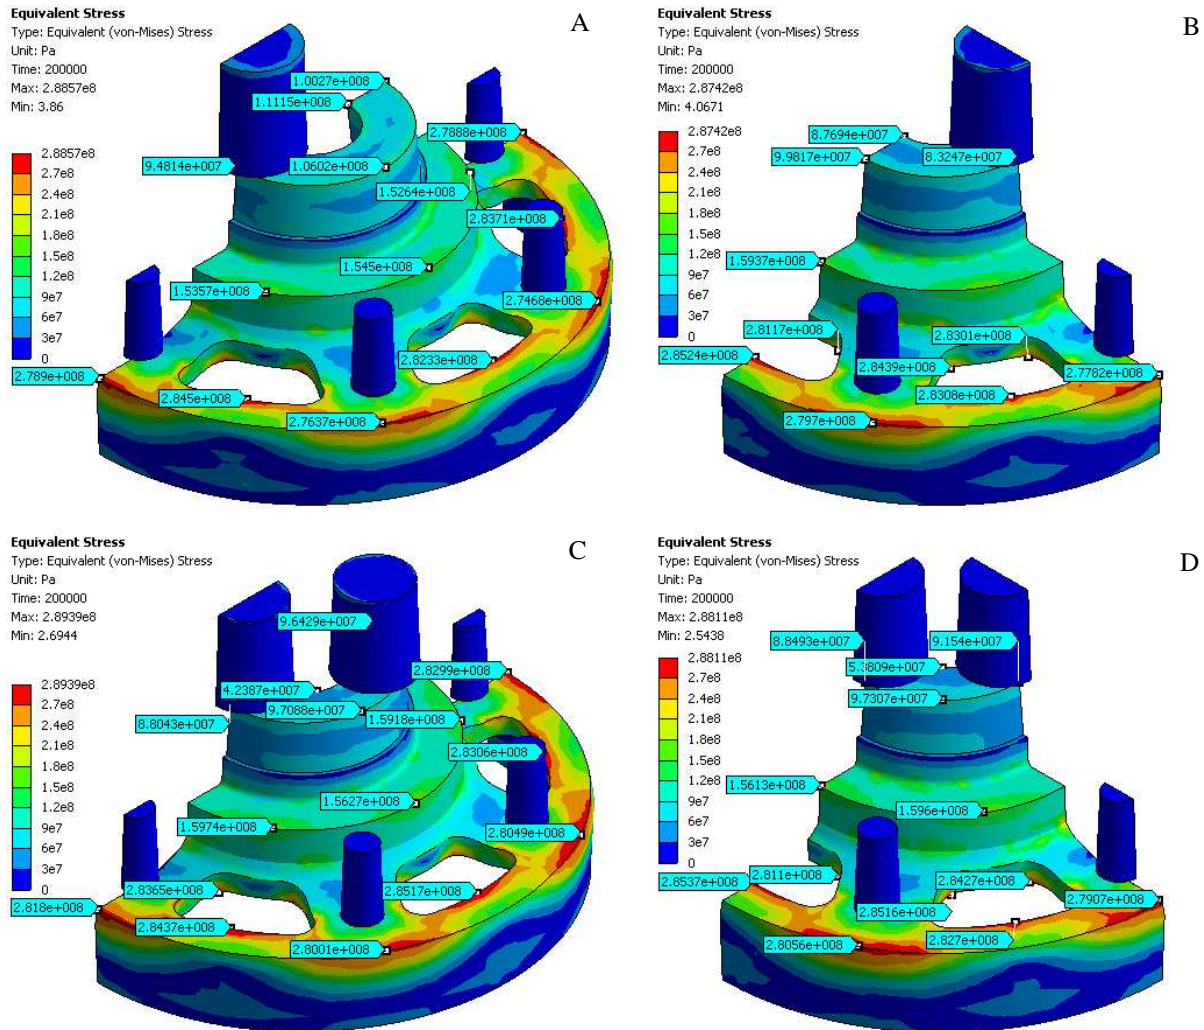 Equivalent Stress
Type: Equivalent (von-Mises) Stress
Unit: Pa
Time: 200000
Max: 2.8857e8
Min: 3.86
A
2.8857e8
2.7e8
2.4e8
2.1e8
1.8e8
1.5e8
1.2e8
9e7
6e7
3e7
0
1.0027e+008
1.1115e+008
2.7888e+008
9.4814e+007
1.0602e+008
1.5264e+008
2.8371e+008
1.545e+008
1.5357e+008
2.7468e+008
2.8233e+008
2.789e+008
2.845e+008
2.7637e+008
Equivalent Stress
Type: Equivalent (von-Mises) Stress
Unit: Pa
Time: 200000
Max: 2.8742e8
Min: 4.0671
B
2.8742e8
2.7e8
2.4e8
2.1e8
1.8e8
1.5e8
1.2e8
9e7
6e7
3e7
0
8.7694e+007
9.9817e+007
8.3247e+007
1.5937e+008
2.8117e+008
2.8301e+008
2.8524e+008
2.8439e+008
2.7782e+008
2.8308e+008
2.797e+008
Equivalent Stress
Type: Equivalent (von-Mises) Stress
Unit: Pa
Time: 200000
Max: 2.8939e8
Min: 2.6944
C
2.8939e8
2.7e8
2.4e8
2.1e8
1.8e8
1.5e8
1.2e8
9e7
6e7
3e7
0
9.6429e+007
2.8299e+008
4.2387e+007
9.7088e+007
1.5918e+008
8.8043e+007
2.8306e+008
1.5627e+008
1.5974e+008
2.8049e+008
2.8365e+008
2.8517e+008
2.818e+008
2.8437e+008
2.8001e+008
Equivalent Stress
Type: Equivalent (von-Mises) Stress
Unit: Pa
Time: 200000
Max: 2.8811e8
Min: 2.5438
D
2.8811e8
2.7e8
2.4e8
2.1e8
1.8e8
1.5e8
1.2e8
9e7
6e7
3e7
0
8.8493e+007
9.154e+007
5.3809e+007
9.7307e+007
1.5613e+008
1.596e+008
2.811e+008
2.8537e+008
2.8427e+008
2.7907e+008
2.8516e+008
2.8056e+008
2.827e+008